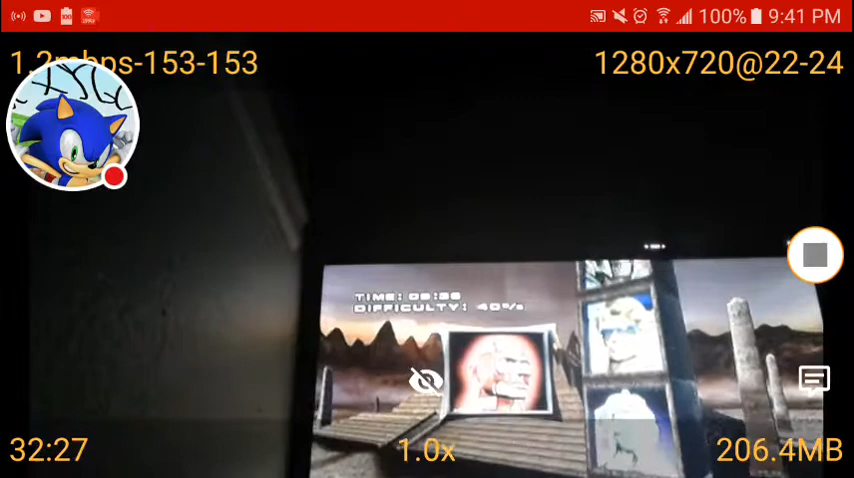 100% 9:41 PM
1.2mbps-153-153
1280x720@22-24
TIME: 09:38
DIFFICULTY: 40%
32:27
1.0x
206.4MB